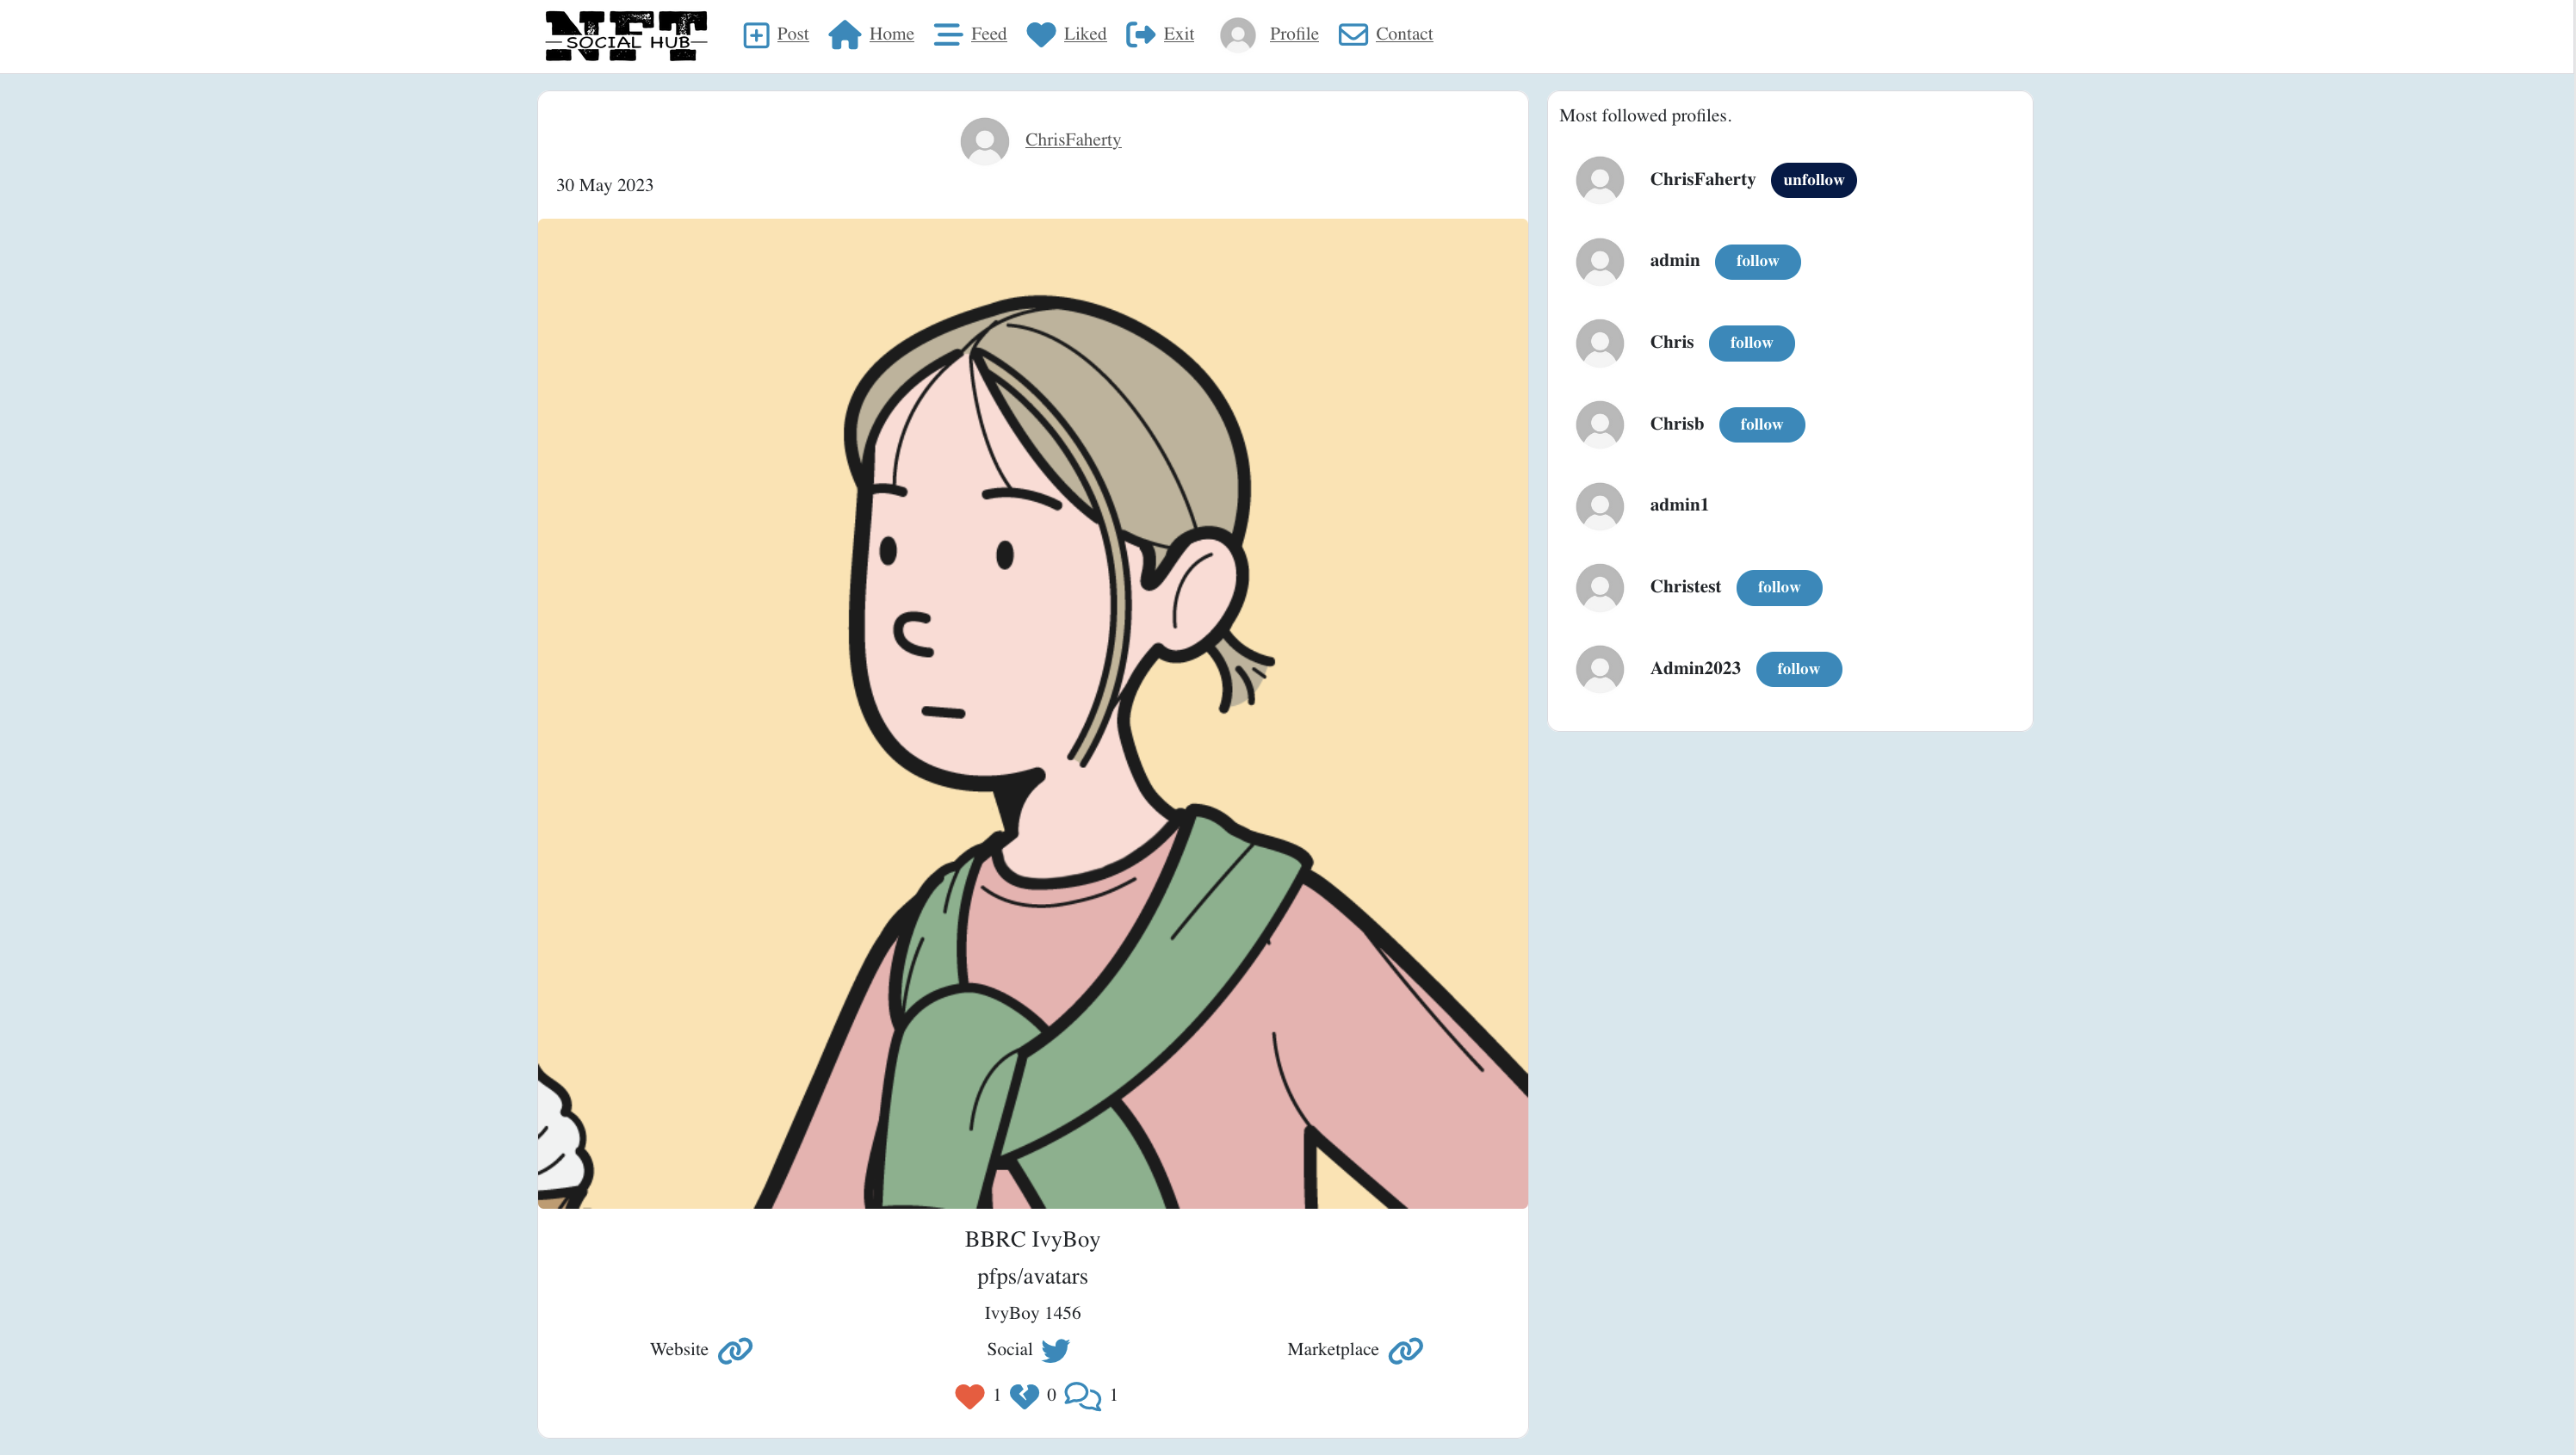 NFT
SOCIAL HUB
Post Home Feed Liked Exit Profile Contact
ChrisFaherty
30 May 2023
BBRC IvyBoy
pfps/avatars
IvyBoy 1456
Website Social Marketplace
1 0 1
Most followed profiles.
ChrisFaherty unfollow
admin follow
Chris follow
Chrisb follow
admin1
Christest follow
Admin2023 follow